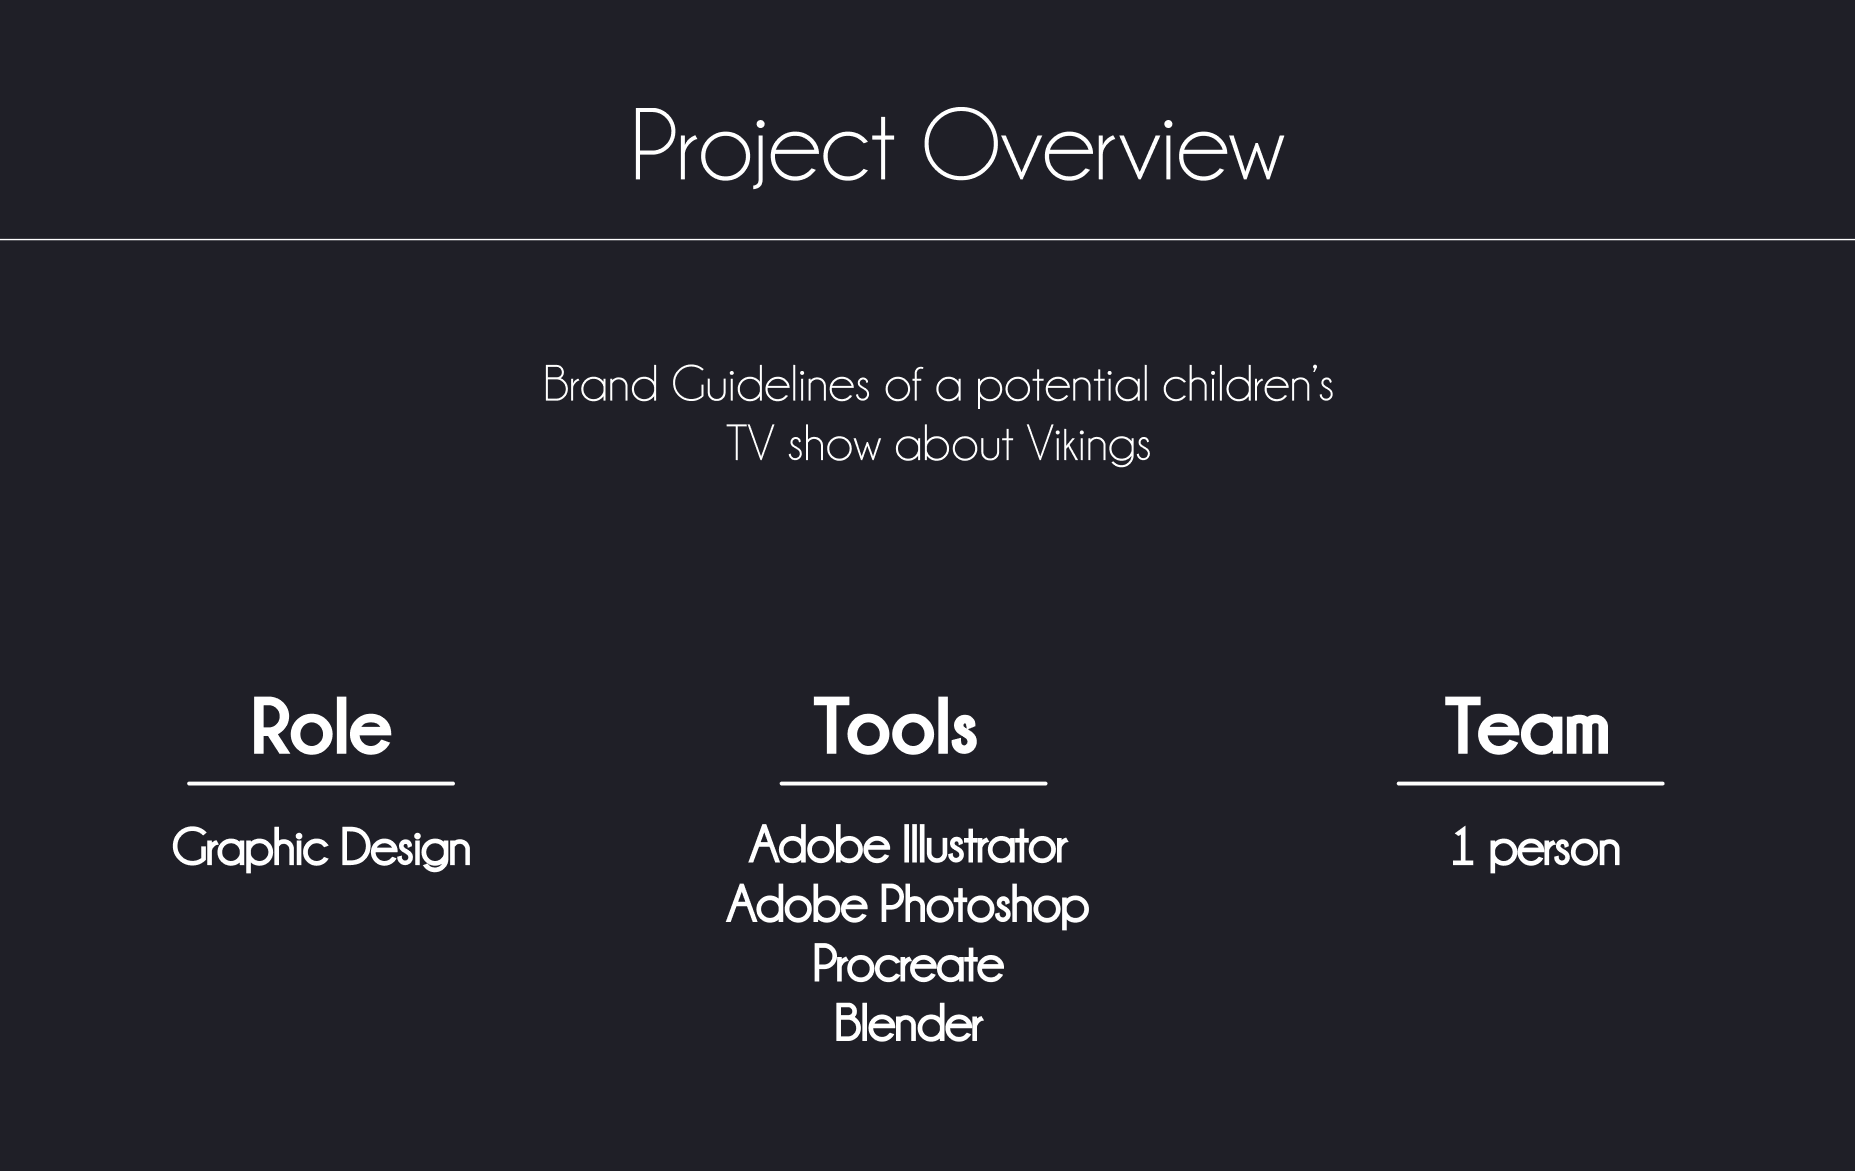 Project Overview
Brand Guidelines of a potential children’s
TV show about Vikings
Role
Graphic Design
Tools
Adobe Illustrator
Adobe Photoshop
Procreate
Blender
Team
1 person